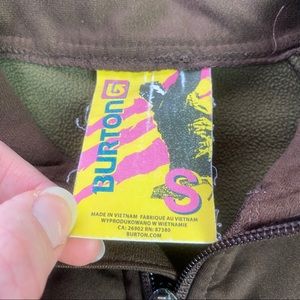 BURTON
S
MADE IN VIETNAM FABRIQUÉ AU VIETNAM
WYPRODUKOWANO W WIETNAMIE
CA: 26802 RN: 87380
BURTON.COM